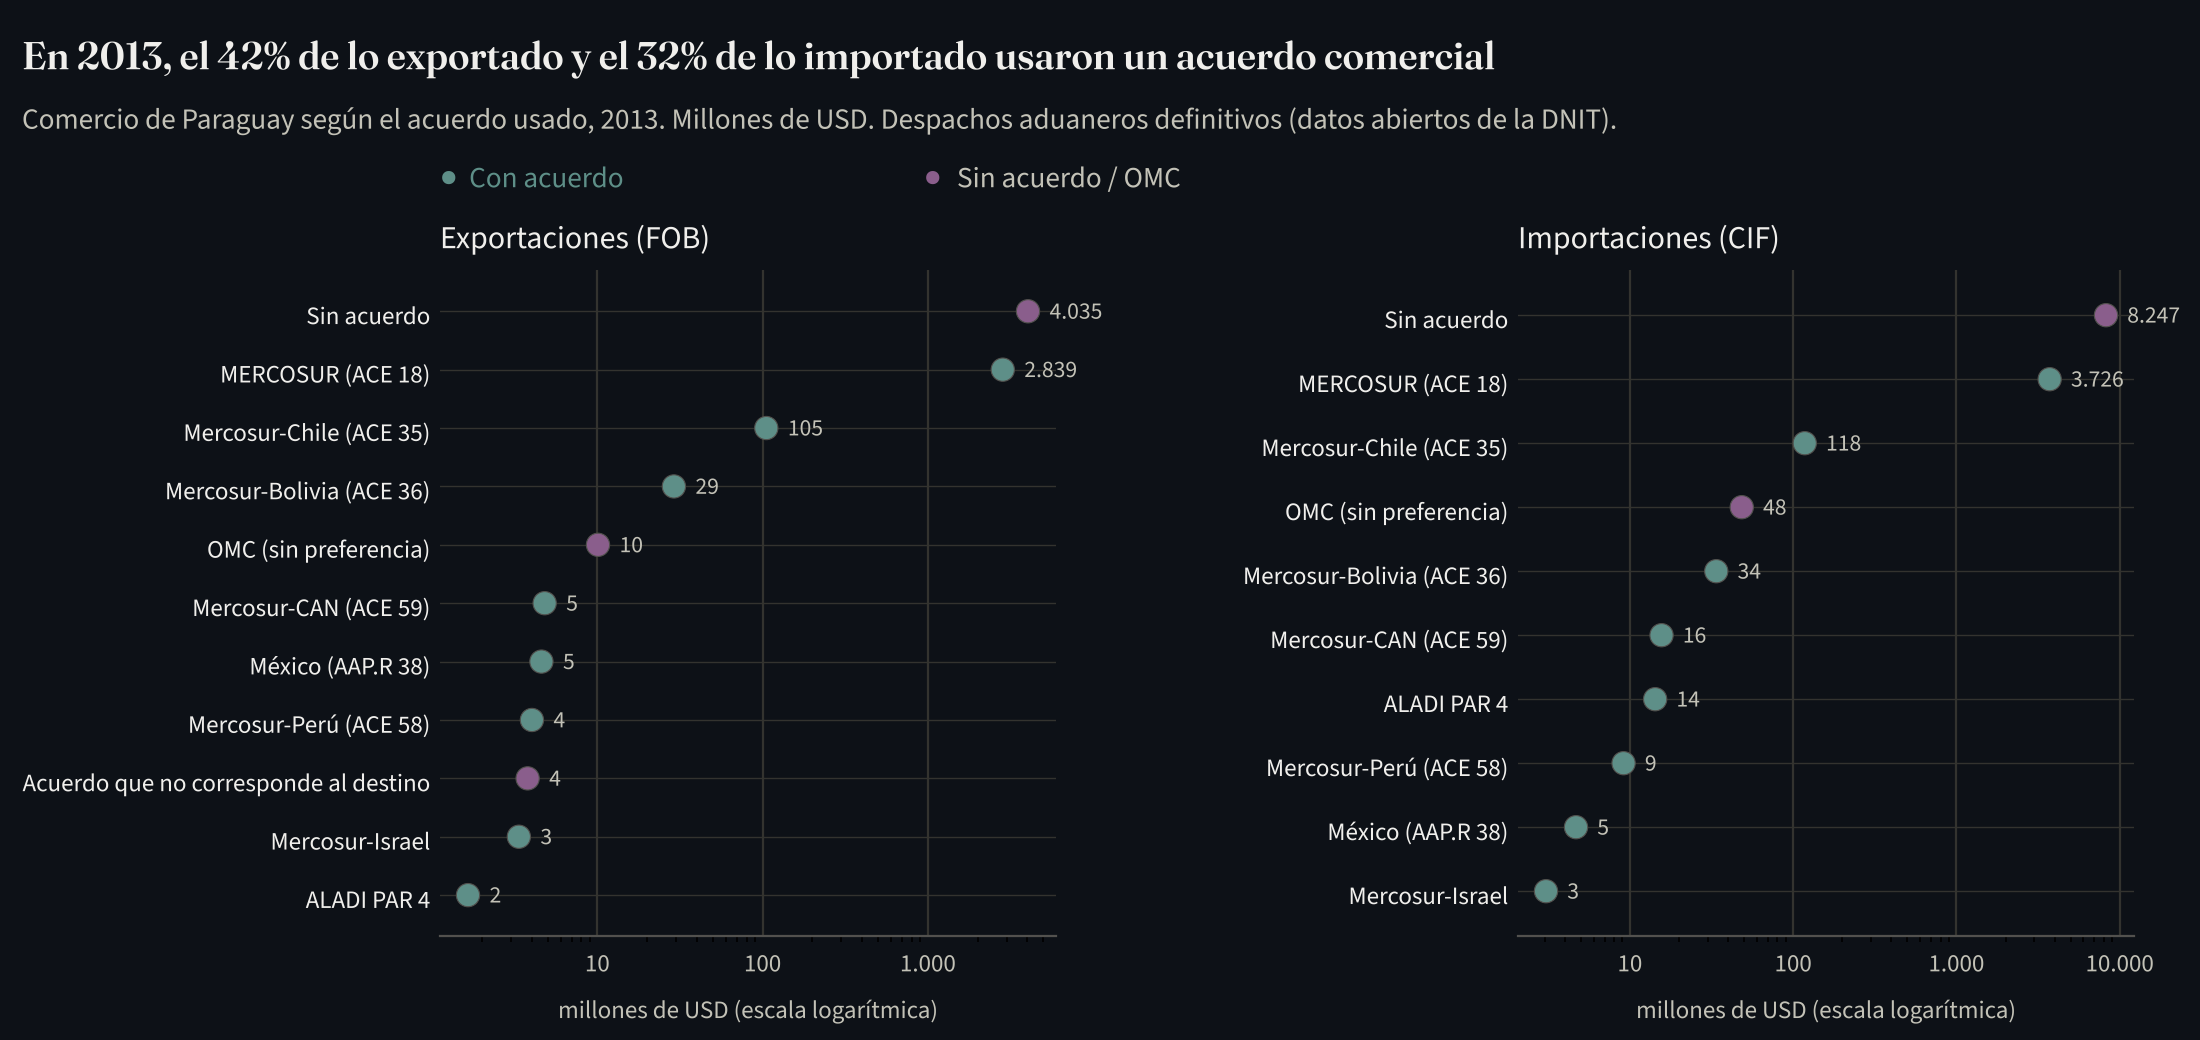 En 2013, el 42% de lo exportado y el 32% de lo importado usaron un acuerdo comercial
Comercio de Paraguay según el acuerdo usado, 2013. Millones de USD. Despachos aduaneros definitivos (datos abiertos de la DNIT).
Con acuerdo
Sin acuerdo / OMC
Exportaciones (FOB)
Sin acuerdo 4.035
MERCOSUR (ACE 18) 2.839
Mercosur-Chile (ACE 35) 105
Mercosur-Bolivia (ACE 36) 29
OMC (sin preferencia) 10
Mercosur-CAN (ACE 59) 5
México (AAP.R 38) 5
Mercosur-Perú (ACE 58) 4
Acuerdo que no corresponde al destino 4
Mercosur-Israel 3
ALADI PAR 4 2
10 100 1.000
millones de USD (escala logarítmica)
Importaciones (CIF)
Sin acuerdo 8.247
MERCOSUR (ACE 18) 3.726
Mercosur-Chile (ACE 35) 118
OMC (sin preferencia) 48
Mercosur-Bolivia (ACE 36) 34
Mercosur-CAN (ACE 59) 16
ALADI PAR 4 14
Mercosur-Perú (ACE 58) 9
México (AAP.R 38) 5
Mercosur-Israel 3
10 100 1.000 10.000
millones de USD (escala logarítmica)